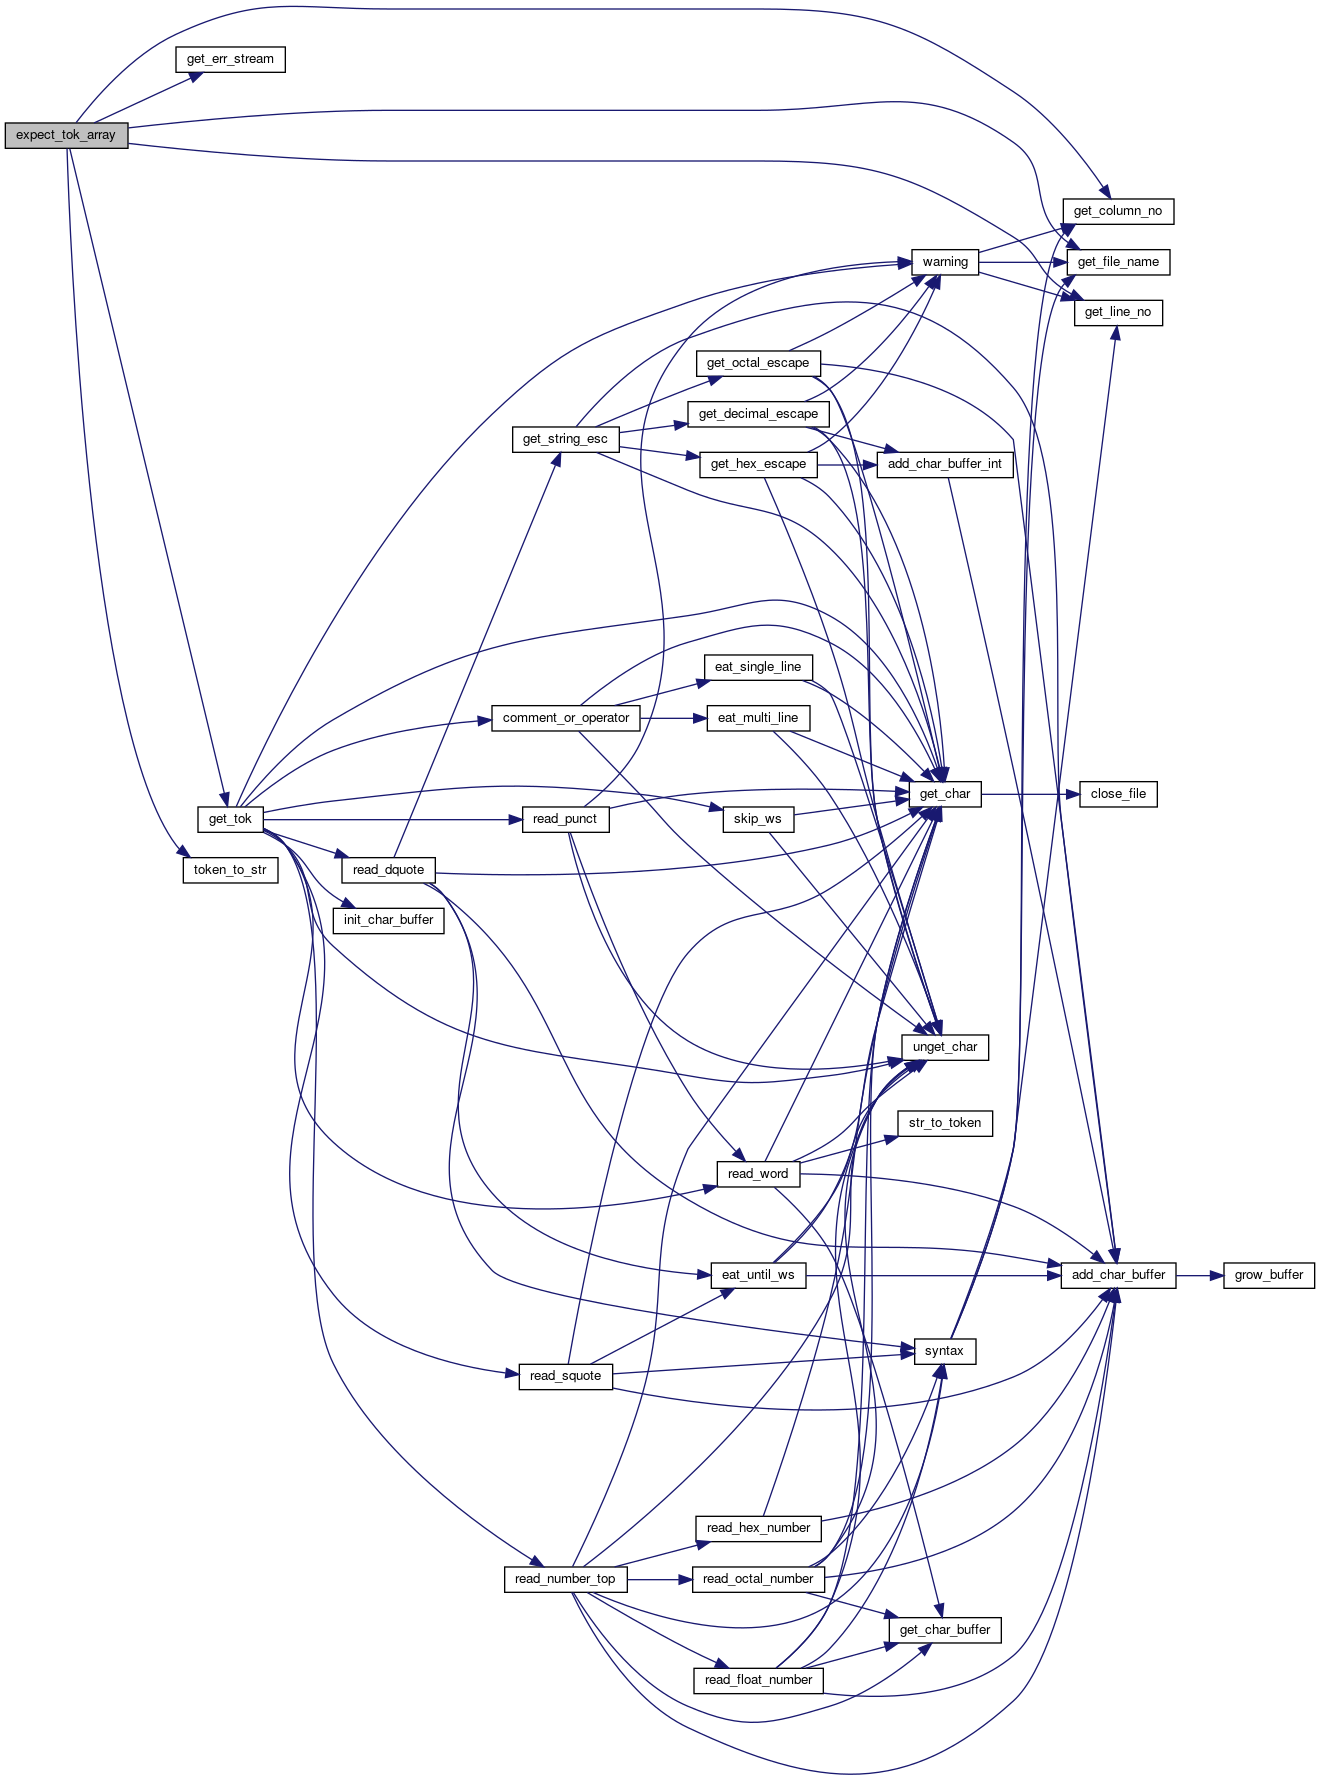 get_err_stream
expect_tok_array
get_column_no
warning
get_file_name
get_line_no
get_octal_escape
get_decimal_escape
get_string_esc
get_hex_escape
add_char_buffer_int
eat_single_line
comment_or_operator
eat_multi_line
get_char
close_file
get_tok
read_punct
skip_ws
token_to_str
read_dquote
init_char_buffer
unget_char
str_to_token
read_word
eat_until_ws
add_char_buffer
grow_buffer
syntax
read_squote
read_hex_number
read_number_top
read_octal_number
get_char_buffer
read_float_number